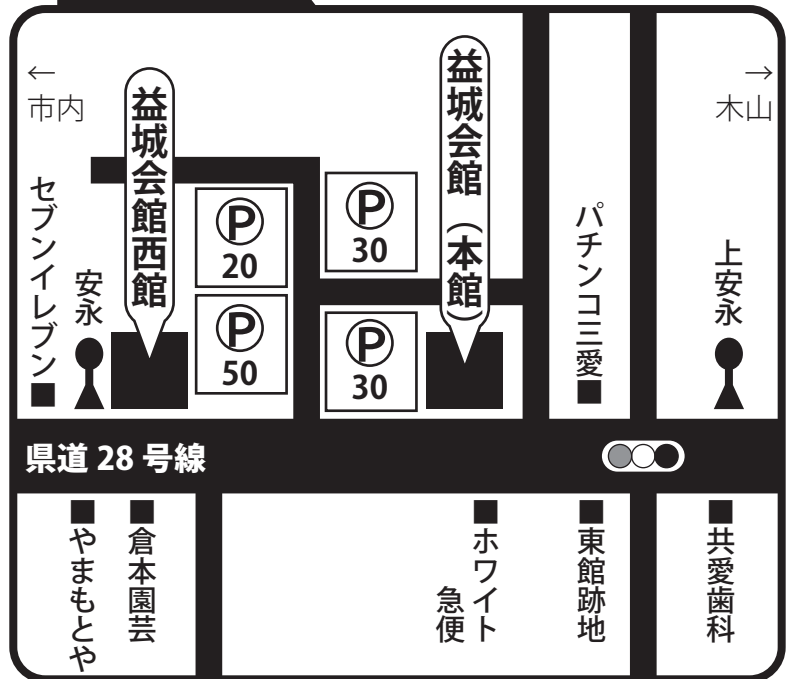 ←
市内
→
木山
益城会館西館
益城会館（本館）
セブンイレブン■
安永
P
20
P
50
P
30
P
30
パチンコ三愛■
上安永
県道 28 号線
■やまもとや
■倉本園芸
■ホワイト
急便
■東館跡地
■共愛歯科